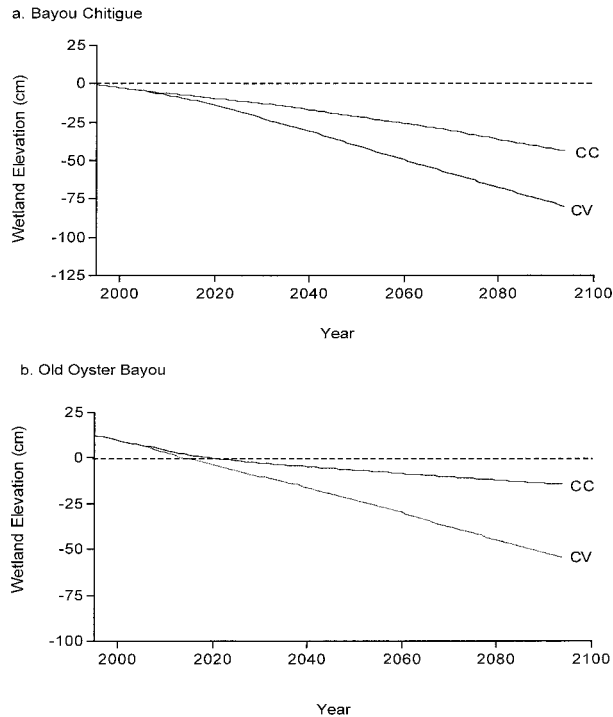 a. Bayou Chitigue
25
0
-25
-50
-75
-100
-125
Wetland Elevation (cm)
CC
CV
2000 2020 2040 2060 2080 2100
Year
b. Old Oyster Bayou
25
0
-25
-50
-75
-100
Wetland Elevation (cm)
CC
CV
2000 2020 2040 2060 2080 2100
Year